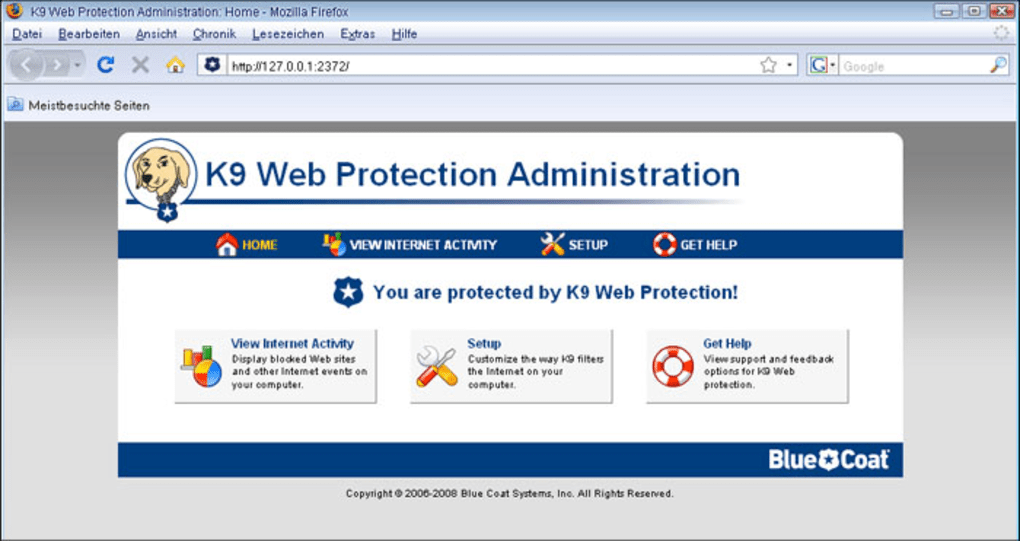 K9 Web Protection Administration: Home - Mozilla Firefox
Datei Bearbeiten Ansicht Chronik Lesezeichen Extras Hilfe
http://127.0.0.1:2372/
Google
Meistbesuchte Seiten
K9 Web Protection Administration
HOME VIEW INTERNET ACTIVITY SETUP GET HELP
You are protected by K9 Web Protection!
View Internet Activity
Display blocked Web sites
and other Internet events on
your computer.
Setup
Customize the way K9 filters
the Internet on your
computer.
Get Help
View support and feedback
options for K9 Web
protection.
Blue Coat
Copyright © 2006-2008 Blue Coat Systems, Inc. All Rights Reserved.